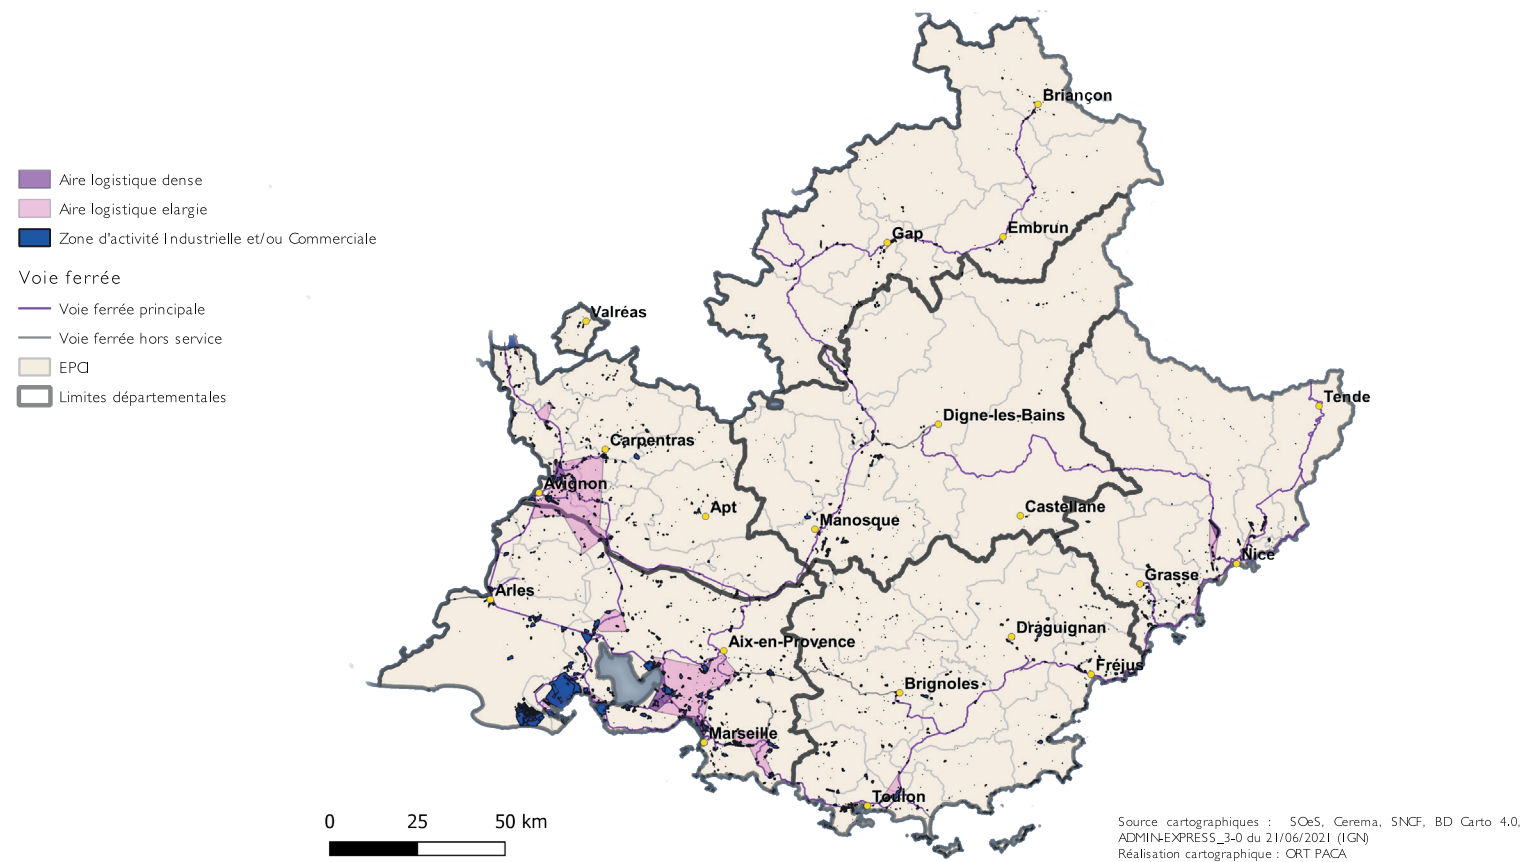 Aire logistique dense
Aire logistique elargie
Zone d'activité Industrielle et/ou Commerciale
Voie ferrée
Voie ferrée principale
Voie ferrée hors service
EPCI
Limites départementales
Briançon
Gap
Embrun
Valréas
Tende
Digne-les-Bains
Carpentras
Avignon
Apt
Castellane
Manosque
Nice
Grasse
Arles
Draguignan
Aix-en-Provence
Fréjus
Brignoles
Marseille
Toulon
0 25 50 km
Source cartographiques : SOeS, Cerema, SNCF, BD Carto 4.0,
ADMIN-EXPRESS_3-0 du 21/06/2021 (IGN)
Réalisation cartographique : ORT PACA